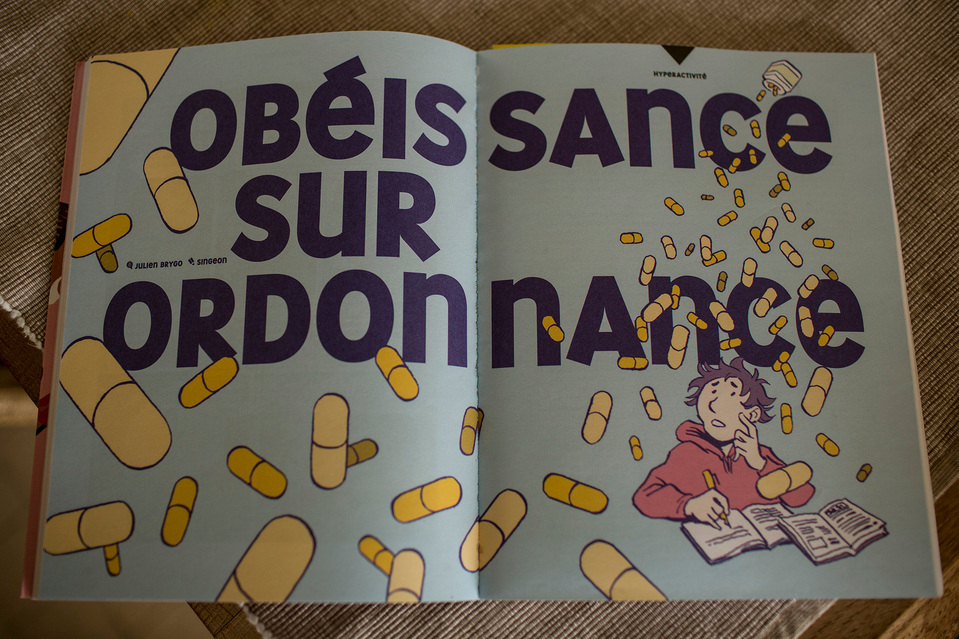 HYPERACTIVITÉ
OBÉISSANCE
SUR
JULIEN BRYGO SINGEON
ORDONNANCE